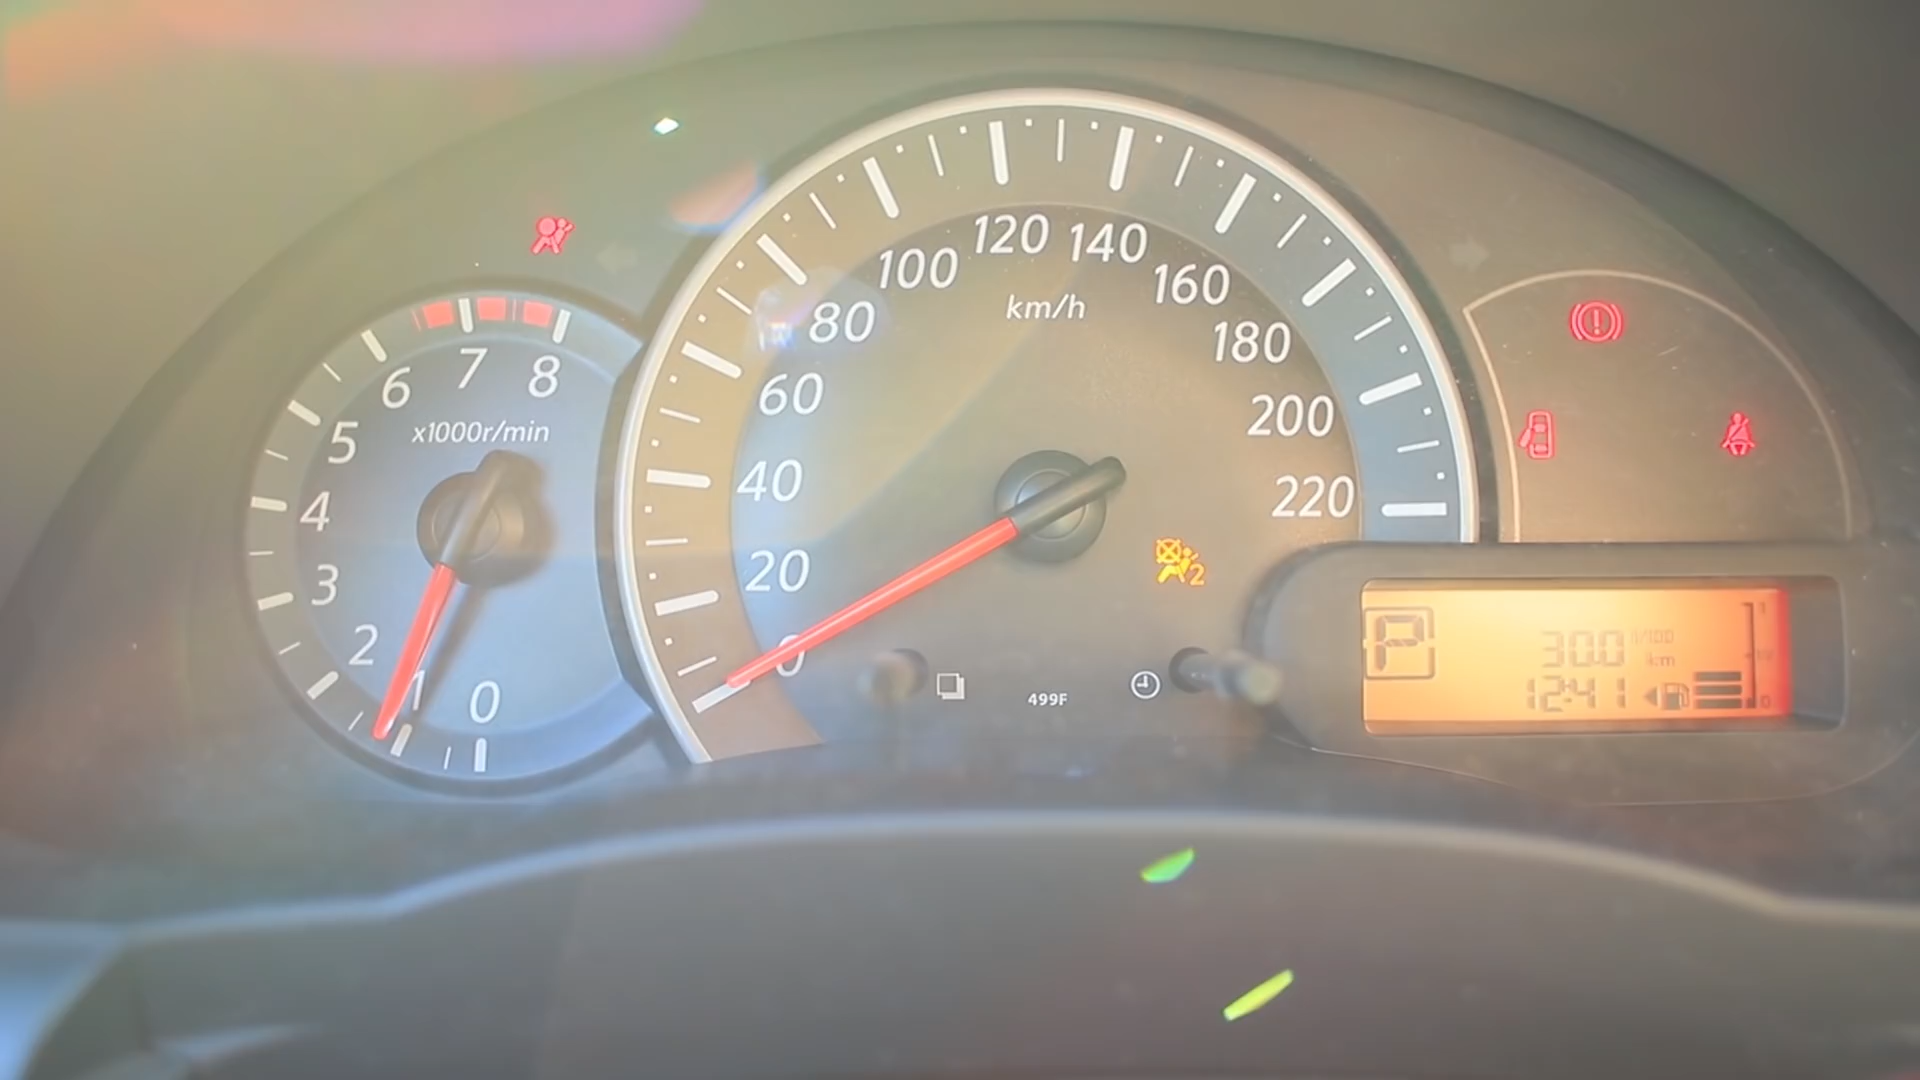 120 140
100 160
80 km/h 180
7
6 8 60
x1000r/min 200
5
40 220
4
20 2
3
2 0 P 30.0 l/100 km
1 0 499F 12:41